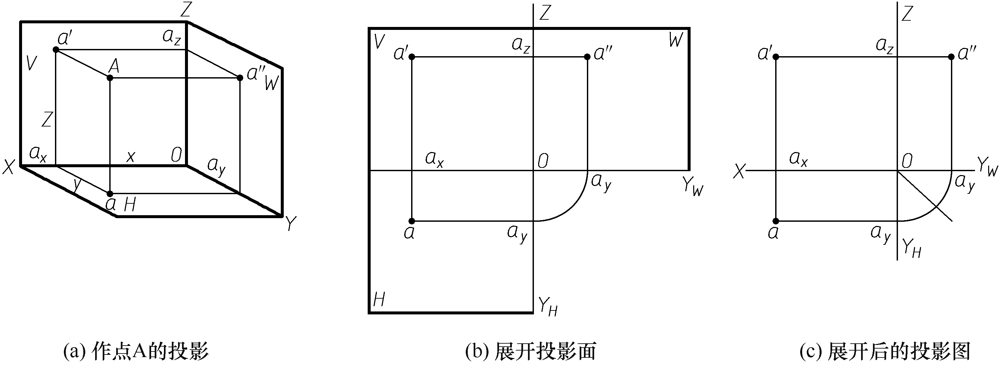 Z
a' a_z
V A a'' W
Z
a_x x O a_y
X
y
a H
Y
Z
V W
a' a_z a''
a_x O
a_y Y_W
a a_y
H Y_H
Z
a' a_z a''
X a_x O Y_W
a_y
a a_y
Y_H
(a) 作点A的投影
(b) 展开投影面
(c) 展开后的投影图